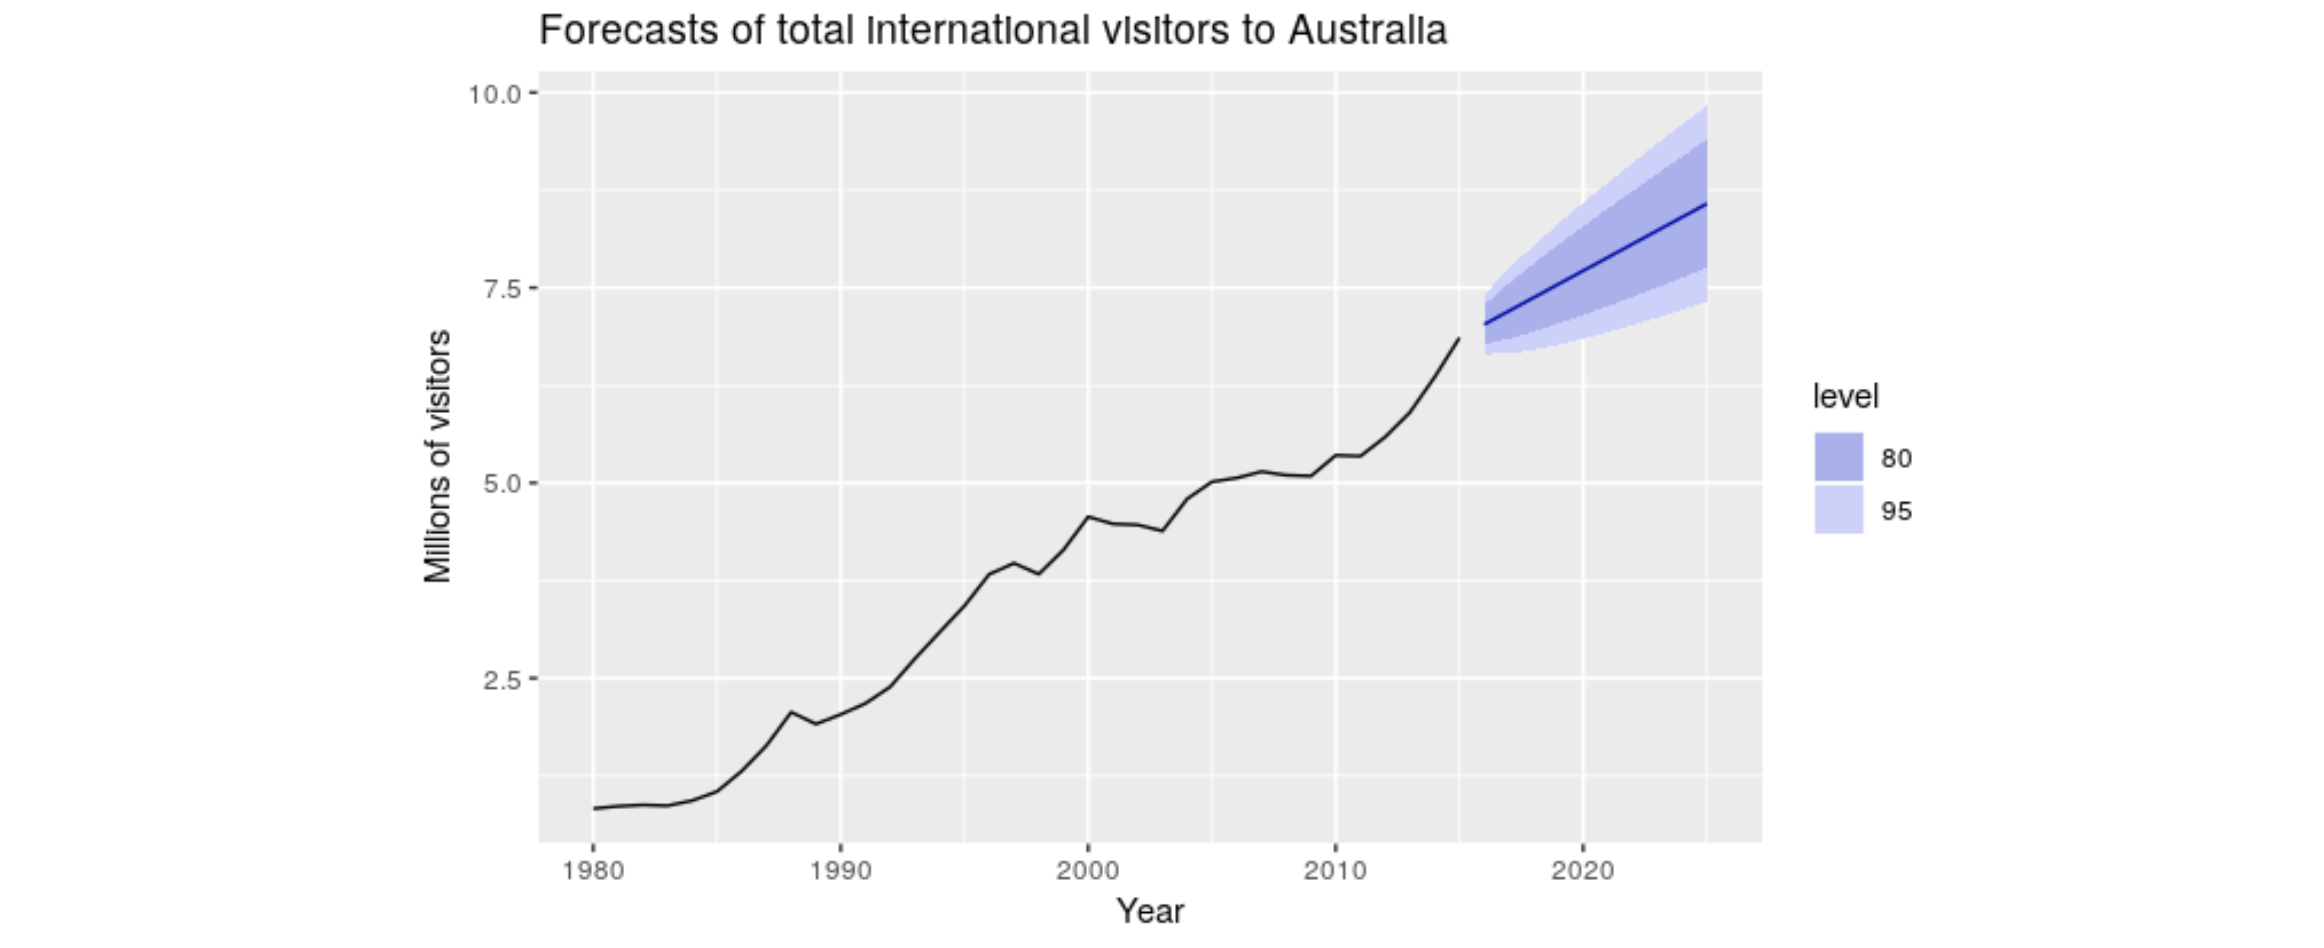 Forecasts of total international visitors to Australia
10.0
7.5
5.0
2.5
Millions of visitors
1980 1990 2000 2010 2020
Year
level
80
95